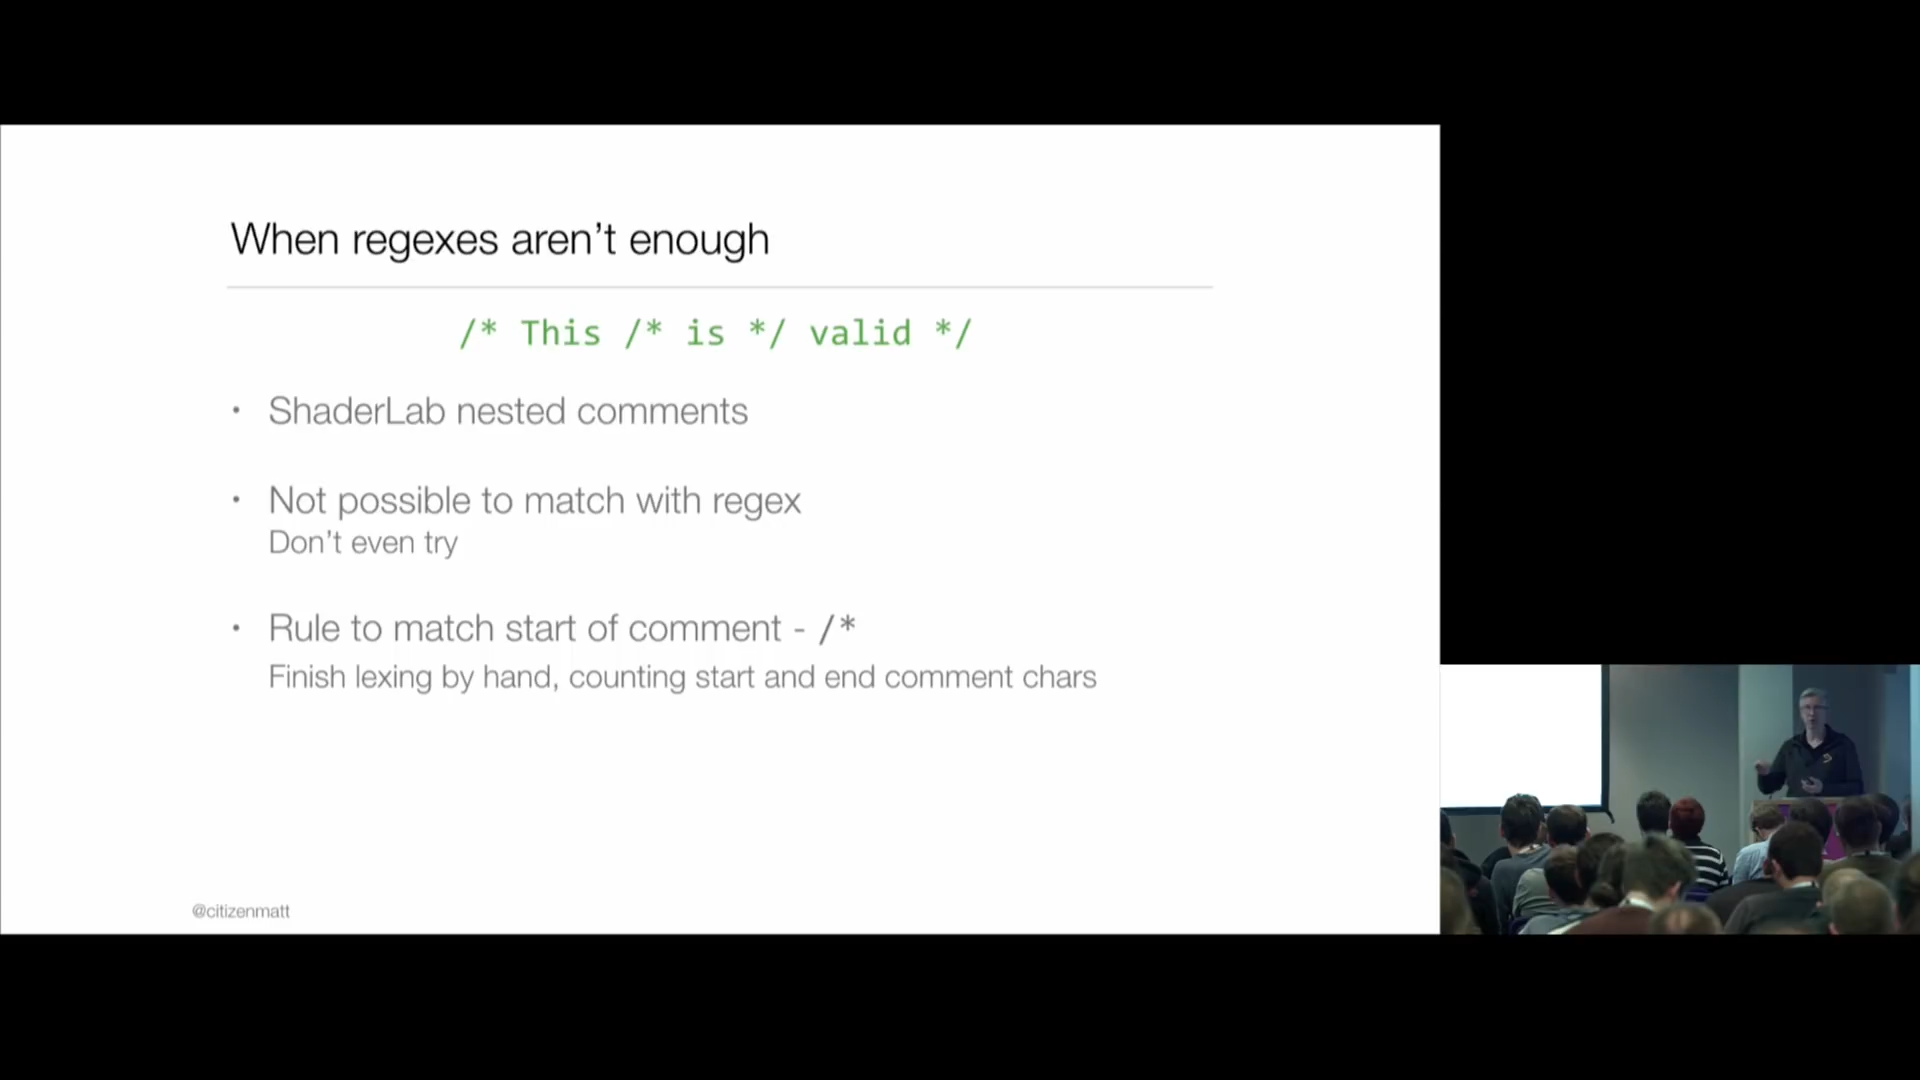 When regexes aren’t enough
/* This /* is */ valid */
• ShaderLab nested comments
• Not possible to match with regex
Don’t even try
• Rule to match start of comment - /*
Finish lexing by hand, counting start and end comment chars
@citizenmatt